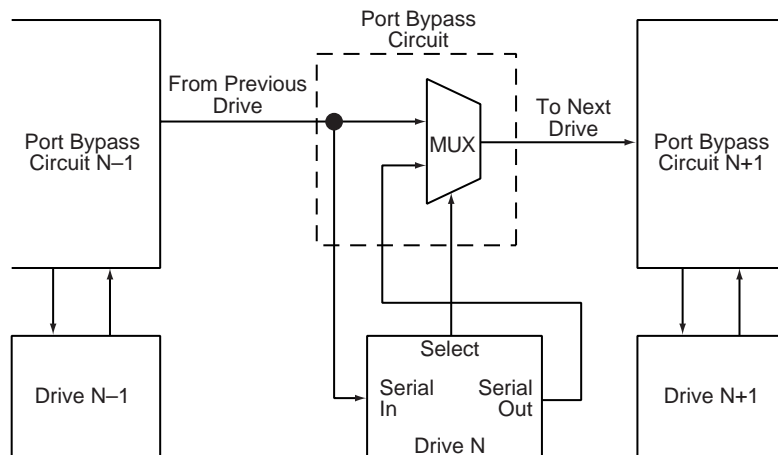 Port Bypass
Circuit
From Previous
Drive
To Next
Drive
Port Bypass
Circuit N–1
MUX
Port Bypass
Circuit N+1
Select
Drive N–1
Serial
In
Serial
Out
Drive N
Drive N+1